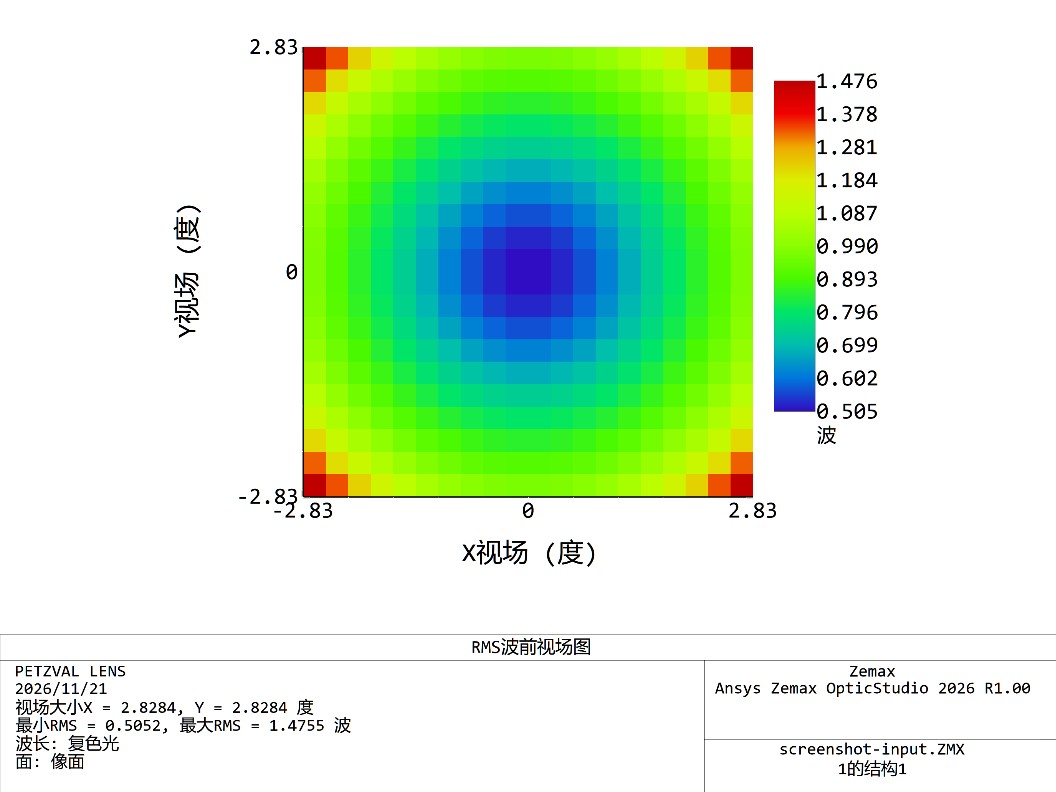 2.83
1.476
1.378
1.281
1.184
1.087
0.990
0.893
0.796
0.699
0.602
0.505
波
Y视场 (度)
0
-2.83
-2.83
0
2.83
X视场 (度)
RMS波前视场图
PETZVAL LENS
2026/11/21
视场大小X = 2.8284, Y = 2.8284 度
最小RMS = 0.5052, 最大RMS = 1.4755 波
波长: 复色光
面: 像面
Zemax
Ansys Zemax OpticStudio 2026 R1.00
screenshot-input.ZMX
1的结构1